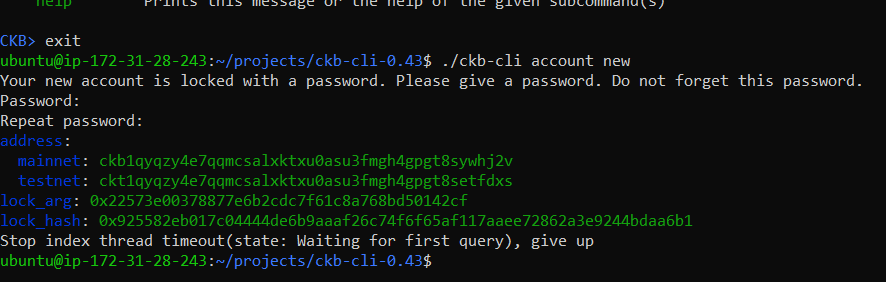 help Prints this message or the help of the given subcommand(s)
CKB> exit
ubuntu@ip-172-31-28-243:~/projects/ckb-cli-0.43$ ./ckb-cli account new
Your new account is locked with a password. Please give a password. Do not forget this password.
Password:
Repeat password:
address:
mainnet: ckb1qyqzy4e7qqmcsalxktxu0asu3fmgh4gpgt8sywhj2v
testnet: ckt1qyqzy4e7qqmcsalxktxu0asu3fmgh4gpgt8setfdxs
lock_arg: 0x22573e00378877e6b2cdc7f61c8a768bd50142cf
lock_hash: 0x925582eb017c04444de6b9aaaf26c74f6f65af117aaee72862a3e9244bdaa6b1
Stop index thread timeout(state: Waiting for first query), give up
ubuntu@ip-172-31-28-243:~/projects/ckb-cli-0.43$